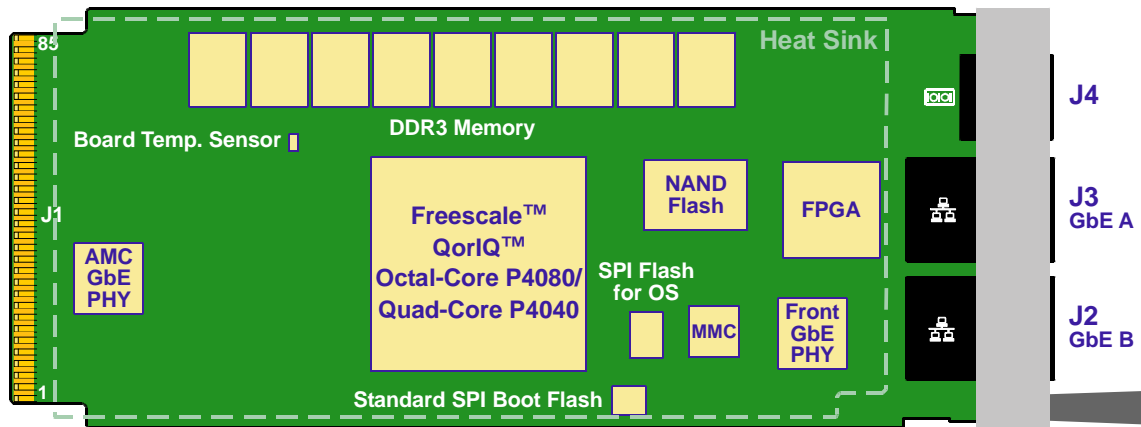 85
Heat Sink
J4
DDR3 Memory
Board Temp. Sensor
NAND
Flash
FPGA
J3
GbE A
J1
Freescale™
QorIQ™
Octal-Core P4080/
Quad-Core P4040
AMC
GbE
PHY
SPI Flash
for OS
MMC
Front
GbE
PHY
J2
GbE B
1
Standard SPI Boot Flash